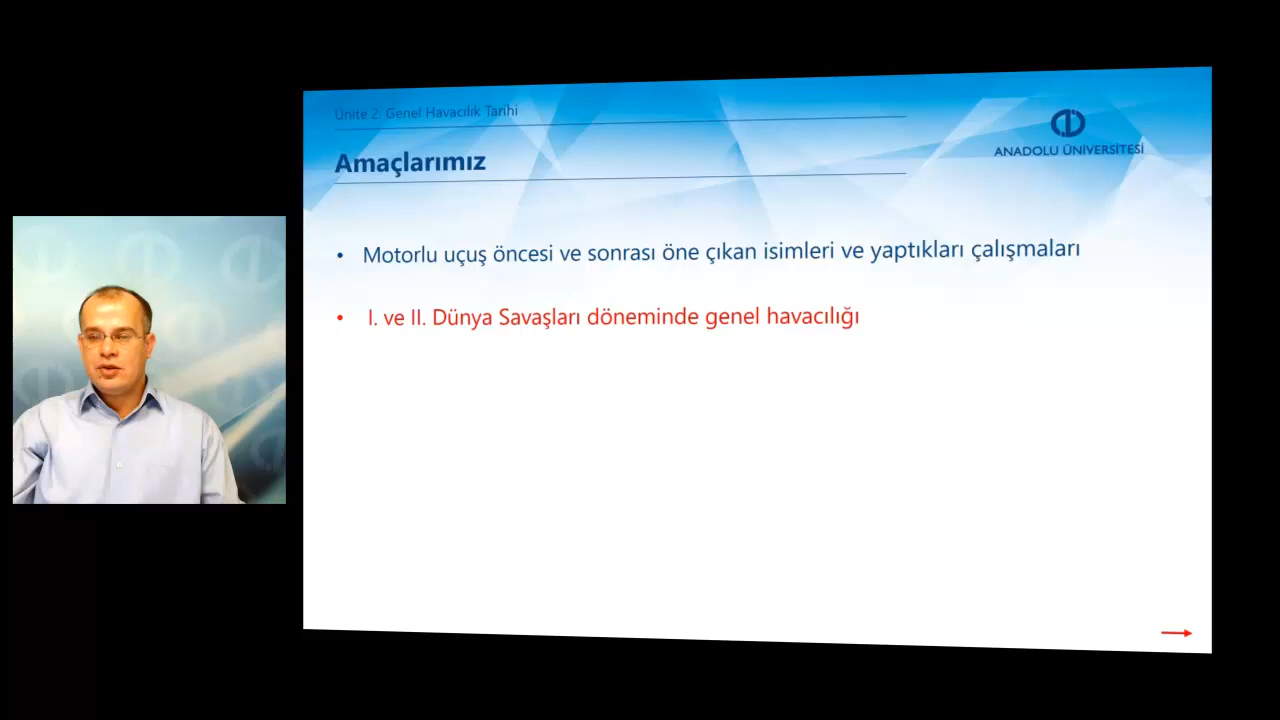 Ünite 2: Genel Havacılık Tarihi
Amaçlarımız
ANADOLU ÜNİVERSİTESİ
• Motorlu uçuş öncesi ve sonrası öne çıkan isimleri ve yaptıkları çalışmaları
• I. ve II. Dünya Savaşları döneminde genel havacılığı